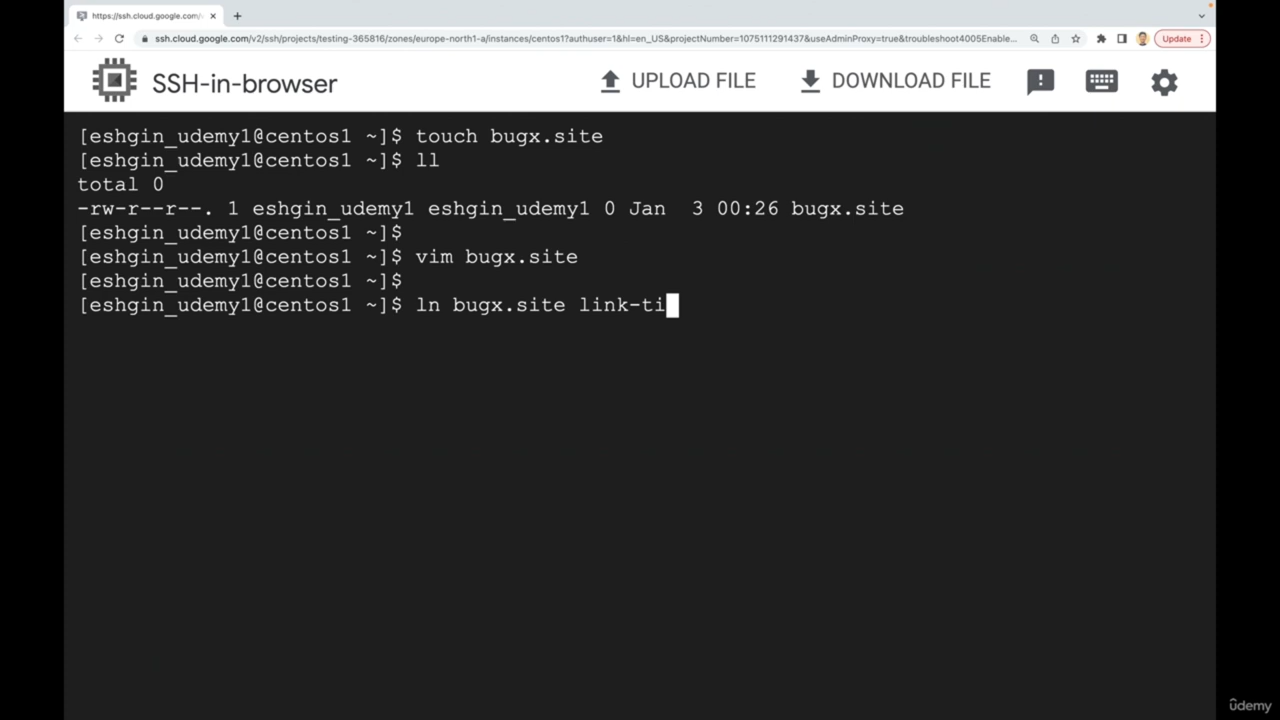 https://ssh.cloud.google.com/v
ssh.cloud.google.com/v2/ssh/projects/testing-365816/zones/europe-north1-a/instances/centos1?authuser=1&hl=en_US&projectNumber=1075111291437&useAdminProxy=true&troubleshoot4005Enable... Update
SSH-in-browser UPLOAD FILE DOWNLOAD FILE
[eshgin_udemy1@centos1 ~]$ touch bugx.site
[eshgin_udemy1@centos1 ~]$ ll
total 0
-rw-r--r--. 1 eshgin_udemy1 eshgin_udemy1 0 Jan  3 00:26 bugx.site
[eshgin_udemy1@centos1 ~]$
[eshgin_udemy1@centos1 ~]$ vim bugx.site
[eshgin_udemy1@centos1 ~]$
[eshgin_udemy1@centos1 ~]$ ln bugx.site link-ti
udemy